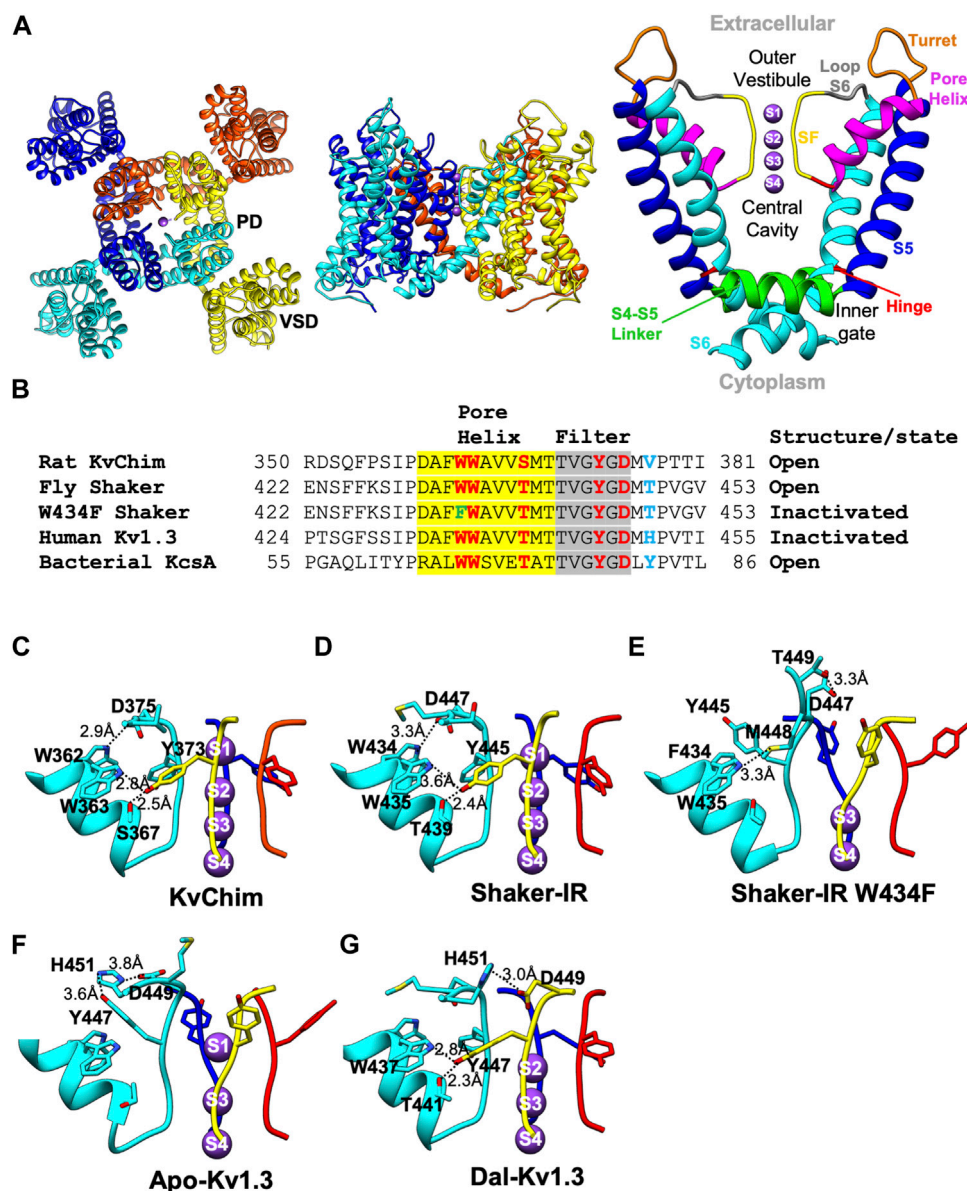 A
PD
VSD
Extracellular
Turret
Outer
Vestibule
Loop
S6
Pore
Helix
S1
S2
S3
S4
SF
Central
Cavity
S5
S4-S5
Linker
S6
Inner
gate
Hinge
Cytoplasm
B
Pore
Helix Filter Structure/state
Rat KvChim 350 RDSQFPSIPDAFWWAVVSMTTVGYGDMVPTTI 381 Open
Fly Shaker 422 ENSFFKSIPDAFWWAVVTMTTVGYGDMTPVGV 453 Open
W434F Shaker 422 ENSFFKSIPDAFFWAVVTMTTVGYGDMTPVGV 453 Inactivated
Human Kv1.3 424 PTSGFSSIPDAFWWAVVTMTTVGYGDMHPVTI 455 Inactivated
Bacterial KcsA 55 PGAQLITYPRALWWSVETATTVGYGDLYPVTL 86 Open
C
D375
2.9Å
W362
Y373
S1
2.8Å
S2
W363
2.5Å
S367
S3
S4
KvChim
D
D447
3.3Å
W434
Y445
S1
3.6Å
S2
W435
2.4Å
T439
S3
S4
Shaker-IR
E
T449
3.3Å
D447
Y445
M448
F434
3.3Å
W435
S3
S4
Shaker-IR W434F
F
H451
3.8Å
D449
3.6Å
Y447
S1
S3
S4
Apo-Kv1.3
G
H451
3.0Å
D449
W437
2.8Å
Y447
S2
2.3Å
T441
S3
S4
Dal-Kv1.3